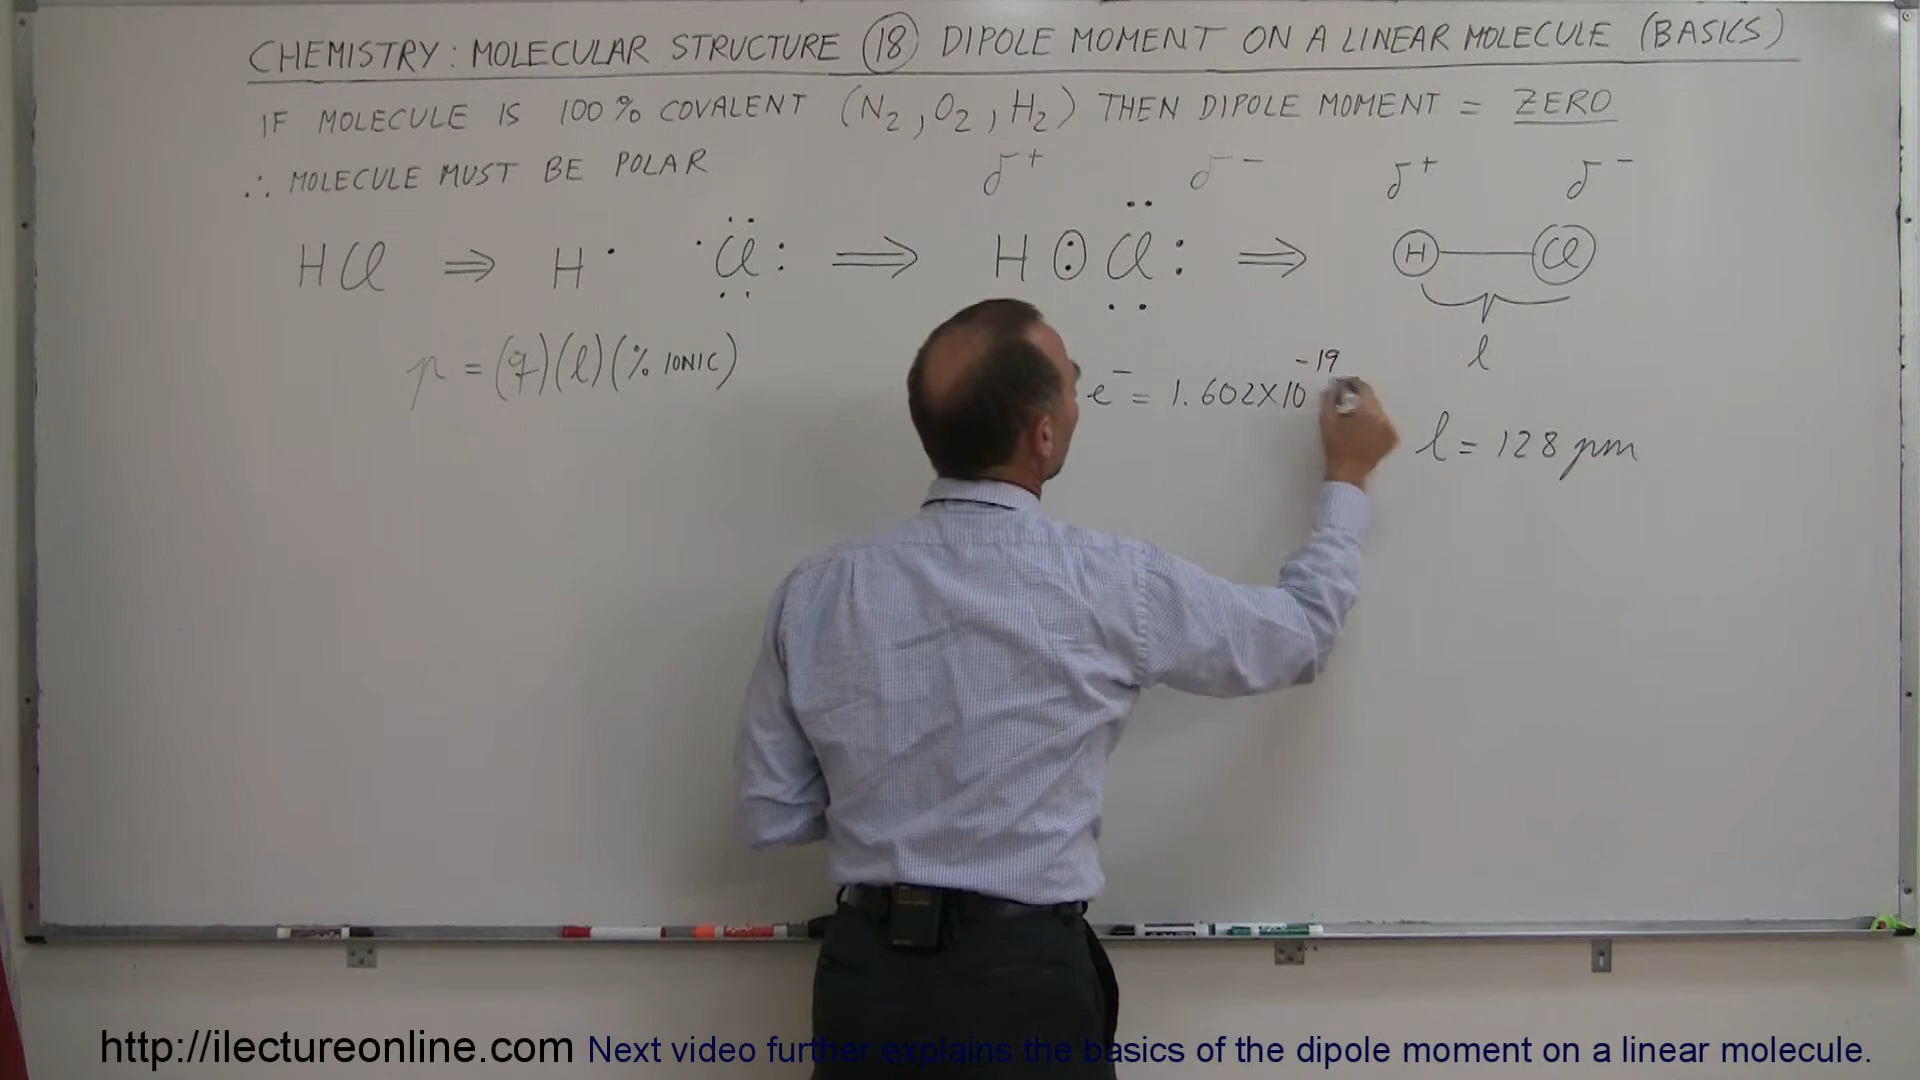 CHEMISTRY: MOLECULAR STRUCTURE 18 DIPOLE MOMENT ON A LINEAR MOLECULE (BASICS)
IF MOLECULE IS 100% COVALENT (N₂, O₂, H₂) THEN DIPOLE MOMENT = ZERO
∴ MOLECULE MUST BE POLAR
δ⁺ δ⁻ δ⁺ δ⁻
HCl ⇒ H· ·Cl: ⇒ H : Cl : ⇒ H — Cl
l
p = (q)(l)(% IONIC)
e⁻ = 1.602×10⁻¹⁹
l = 128 pm
http://ilectureonline.com Next video further explains the basics of the dipole moment on a linear molecule.